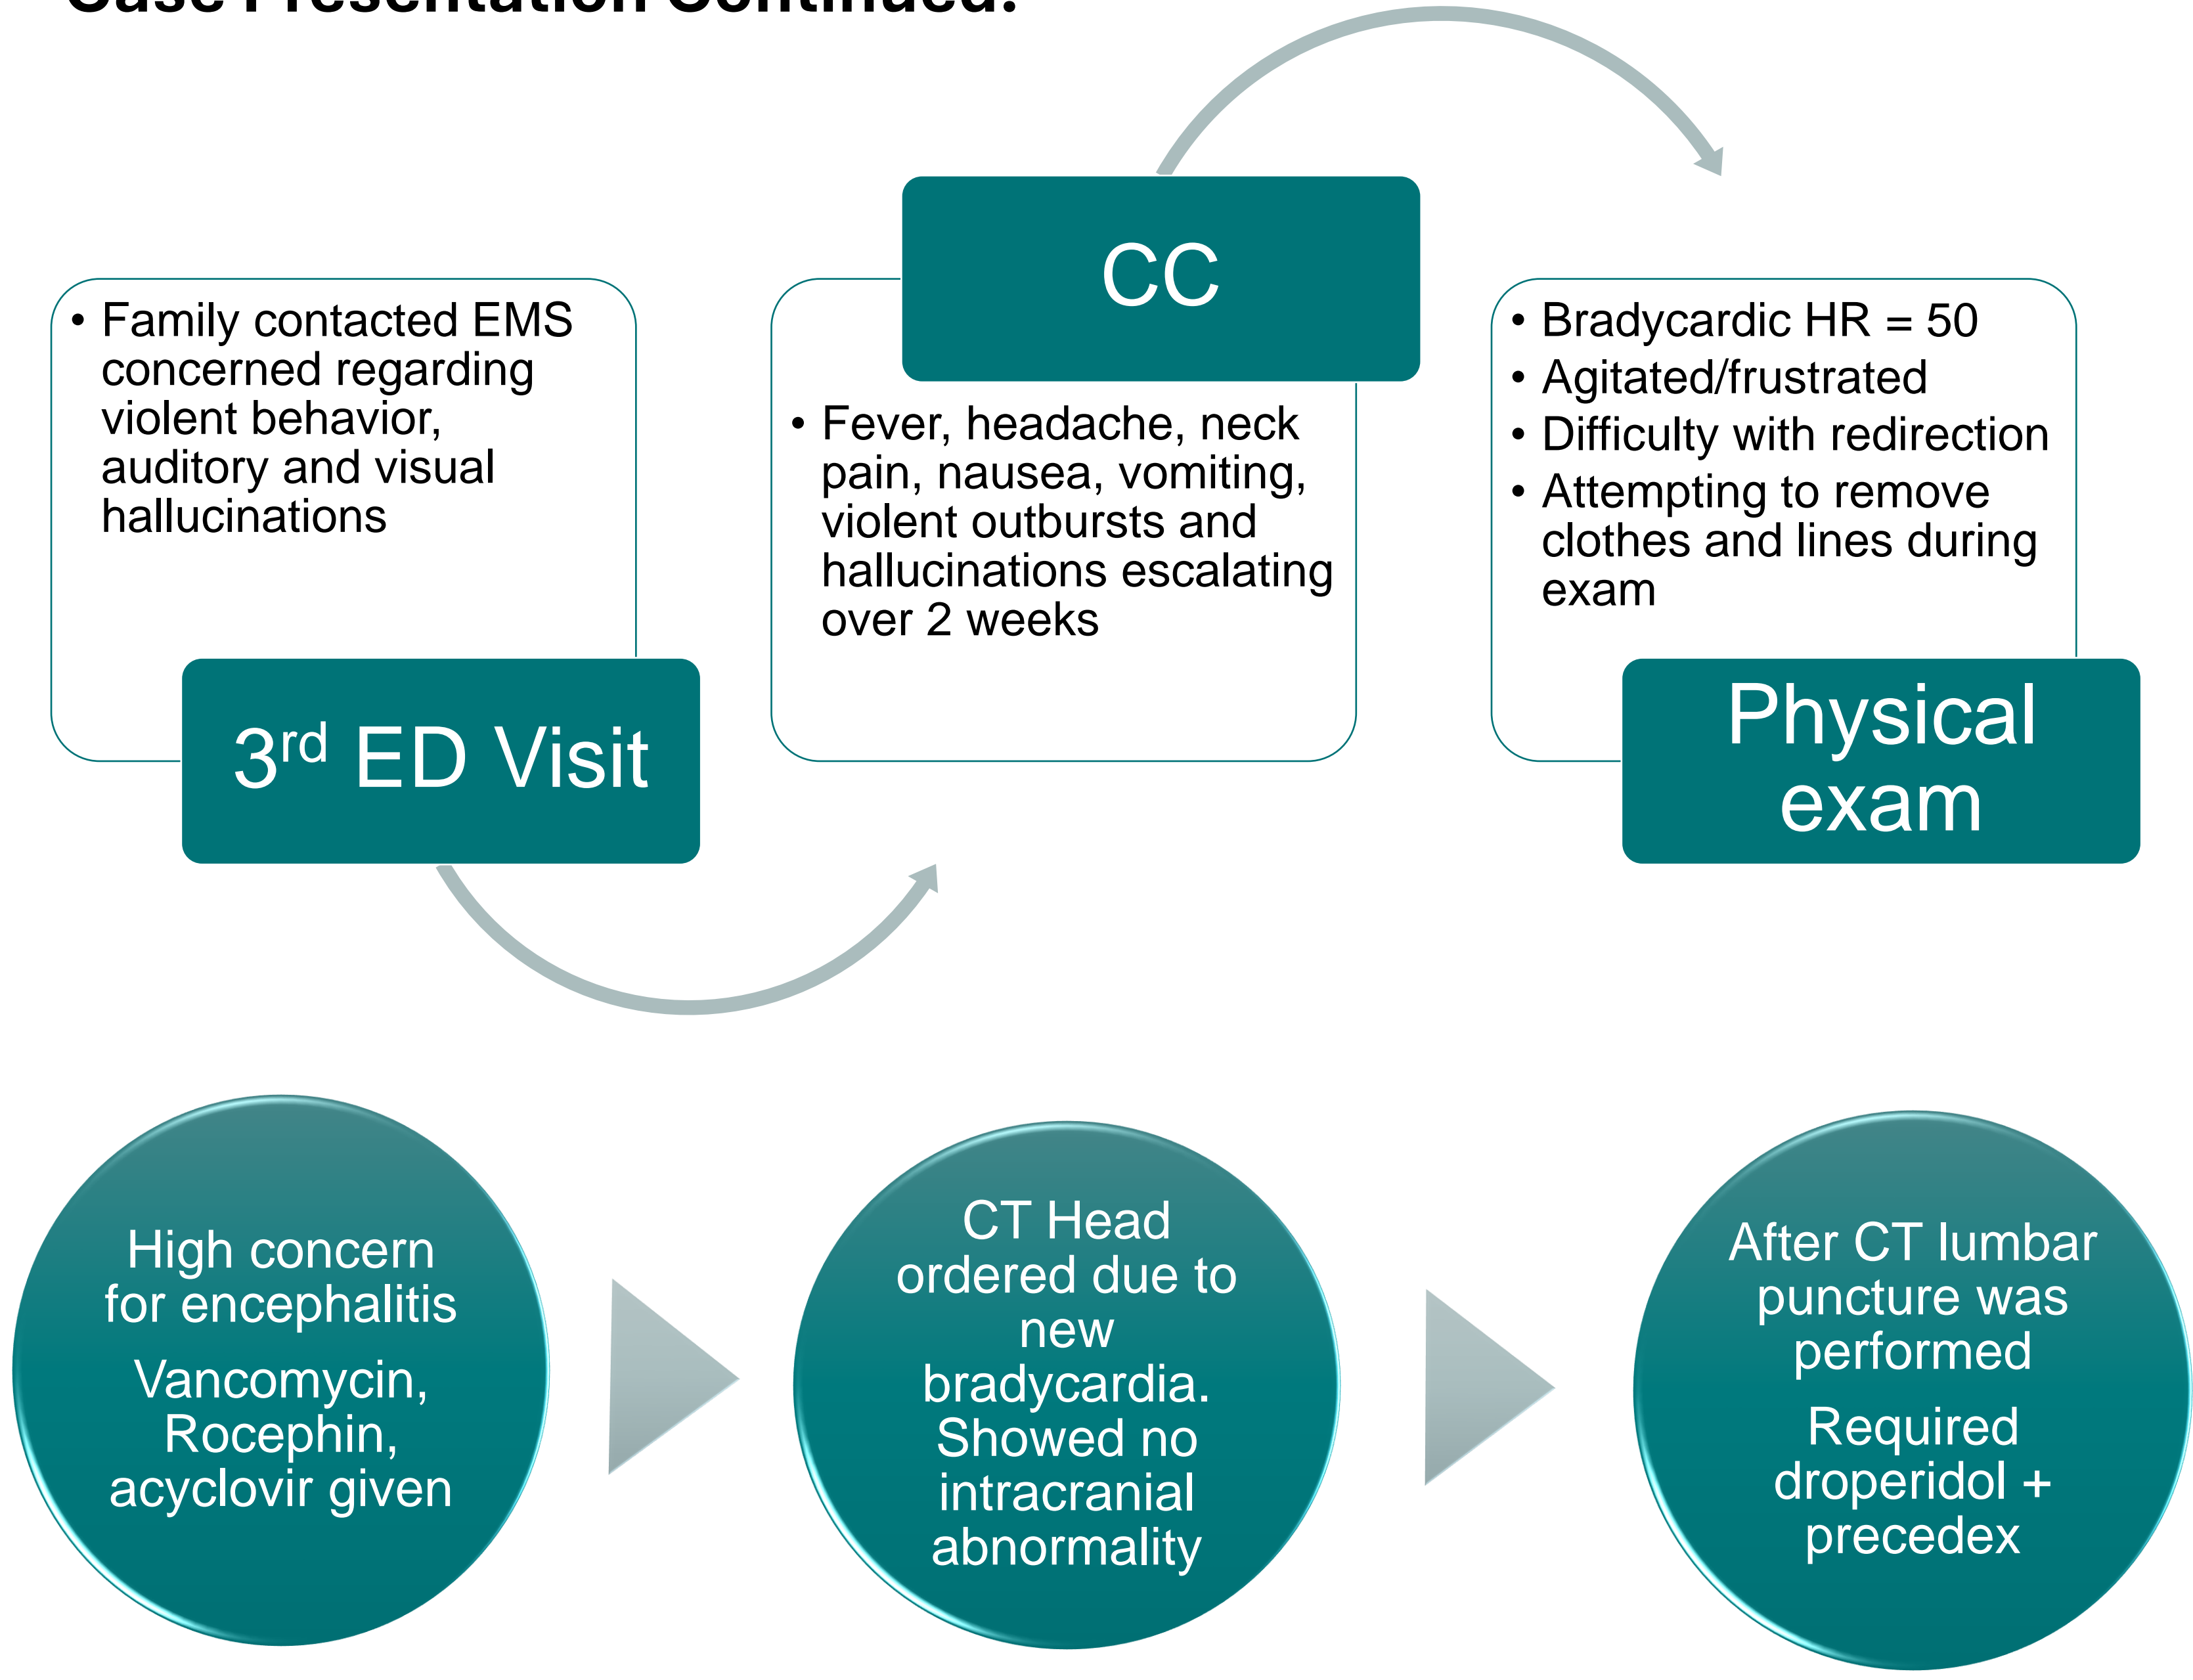 Case Presentation Continued:
• Family contacted EMS
concerned regarding
violent behavior,
auditory and visual
hallucinations
3rd ED Visit
CC
• Fever, headache, neck
pain, nausea, vomiting,
violent outbursts and
hallucinations escalating
over 2 weeks
• Bradycardic HR = 50
• Agitated/frustrated
• Difficulty with redirection
• Attempting to remove
clothes and lines during
exam
Physical
exam
High concern
for encephalitis
Vancomycin,
Rocephin,
acyclovir given
CT Head
ordered due to
new
bradycardia.
Showed no
intracranial
abnormality
After CT lumbar
puncture was
performed
Required
droperidol +
precedex